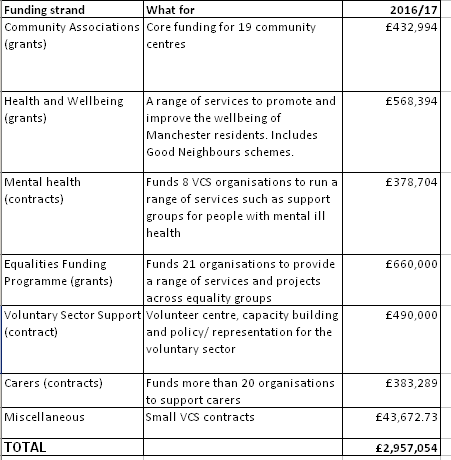 Funding strand What for 2016/17
Community Associations Core funding for 19 community £432,994
(grants) centres
Health and Wellbeing A range of services to promote and £568,394
(grants) improve the wellbeing of
Manchester residents. Includes
Good Neighbours schemes.
Mental health Funds 8 VCS organisations to run a £378,704
(contracts) range of services such as support
groups for people with mental ill
health
Equalities Funding Funds 21 organisations to provide £660,000
Programme (grants) a range of services and projects
across equality groups
Voluntary Sector Support Volunteer centre, capacity building £490,000
(contract) and policy/ representation for the
voluntary sector
Carers (contracts) Funds more than 20 organisations £383,289
to support carers
Miscellaneous Small VCS contracts £43,672.73
TOTAL £2,957,054